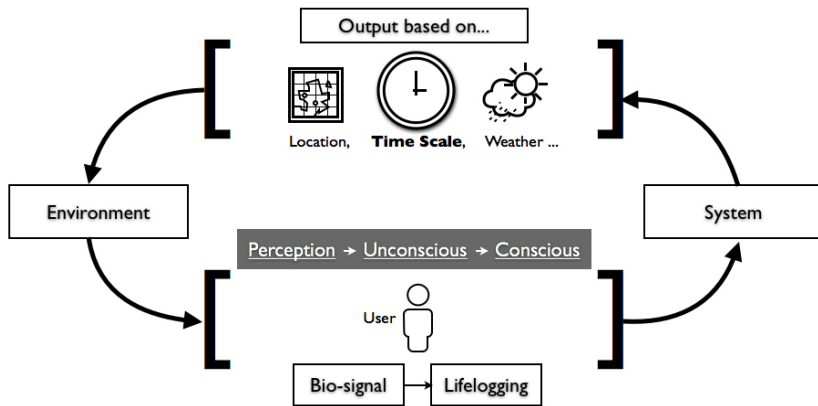 Output based on...
Location, Time Scale, Weather ...
Environment
System
Perception → Unconscious → Conscious
User
Bio-signal
Lifelogging